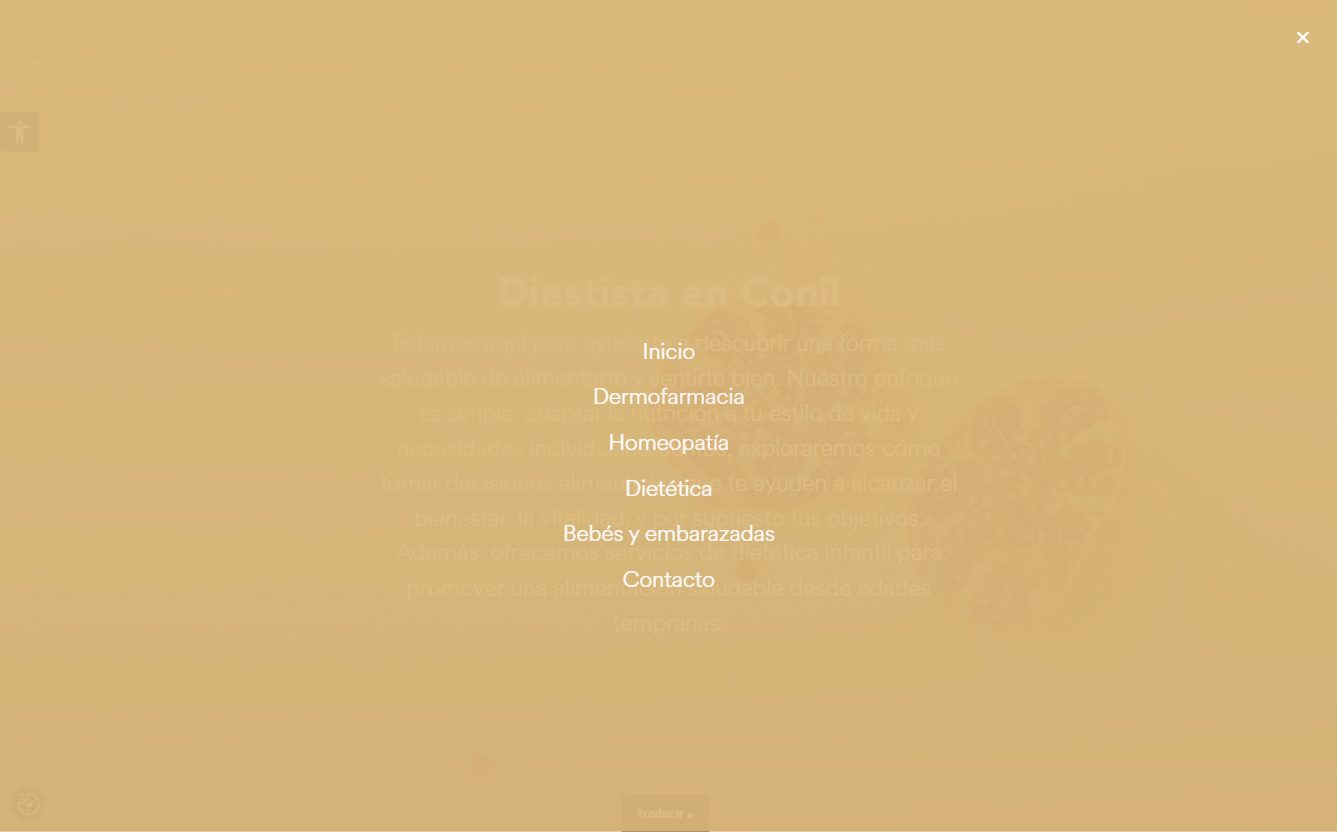 Diestista en Conil
Estamos aquí para ayudarte a descubrir una forma más
saludable de alimentarte y sentirte bien. Nuestro enfoque
es simple: adaptar la nutrición a tu estilo de vida y
necesidades individuales. Juntos, exploraremos cómo
tomar decisiones alimenticias que te ayuden a alcanzar el
bienestar, la vitalidad, y por supuesto tus objetivos.
Además, ofrecemos servicios de dietética infantil para
promover una alimentación saludable desde edades
tempranas.
Inicio
Dermofarmacia
Homeopatía
Dietética
Bebés y embarazadas
Contacto
Traducir »